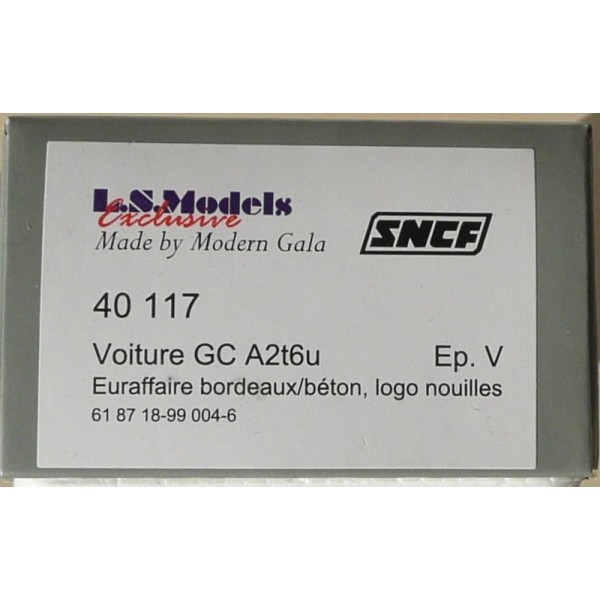 L.S.Models
Exclusive
Made by Modern Gala
SNCF
40 117
Voiture GC A2t6u Ep. V
Euraffaire bordeaux/béton, logo nouilles
61 87 18-99 004-6